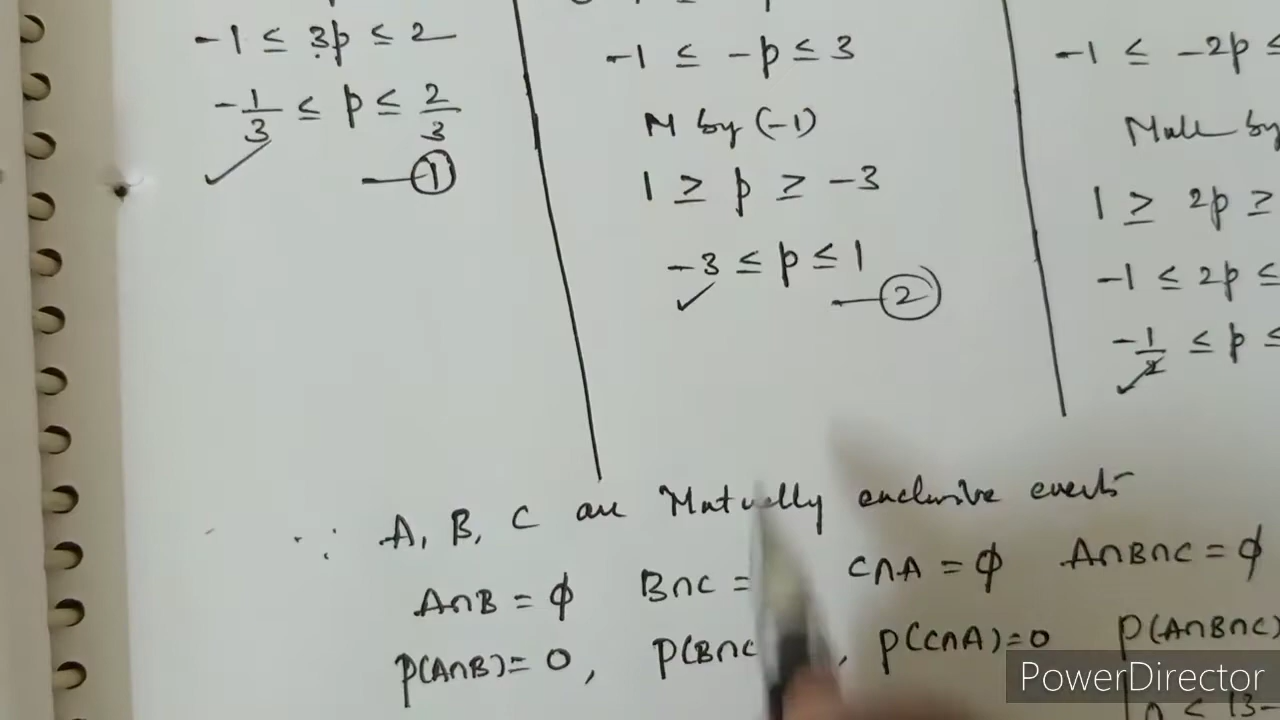 -1 ≤ 3p ≤ 2
-1/3 ≤ p ≤ 2/3
— ①
-1 ≤ -p ≤ 3
M by (-1)
1 ≥ p ≥ -3
-3 ≤ p ≤ 1
— ②
-1 ≤ -2p ≤
by
1 ≥ 2p ≥
-1 ≤ 2p ≤
-1/2 ≤ p ≤
∵ A, B, C are Mutually exclusive events
A∩B = ϕ B∩C = C∩A = ϕ A∩B∩C = ϕ
P(A∩B) = 0, P(B∩C , P(C∩A) = 0 P(A∩B∩C)
PowerDirector